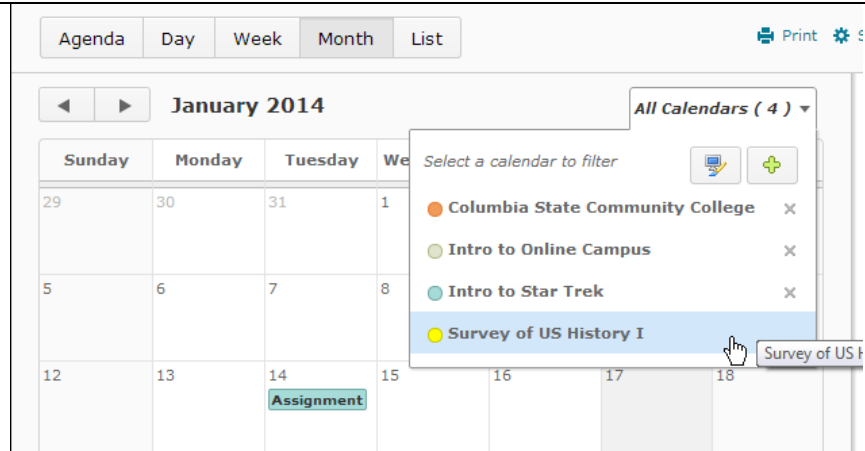 Agenda Day Week Month List Print
January 2014 All Calendars ( 4 )
Sunday Monday Tuesday We Select a calendar to filter
29 30 31 1 Columbia State Community College
Intro to Online Campus
5 6 7 8 Intro to Star Trek
Survey of US History I
Survey of US H
12 13 14 15 16 17 18
Assignment